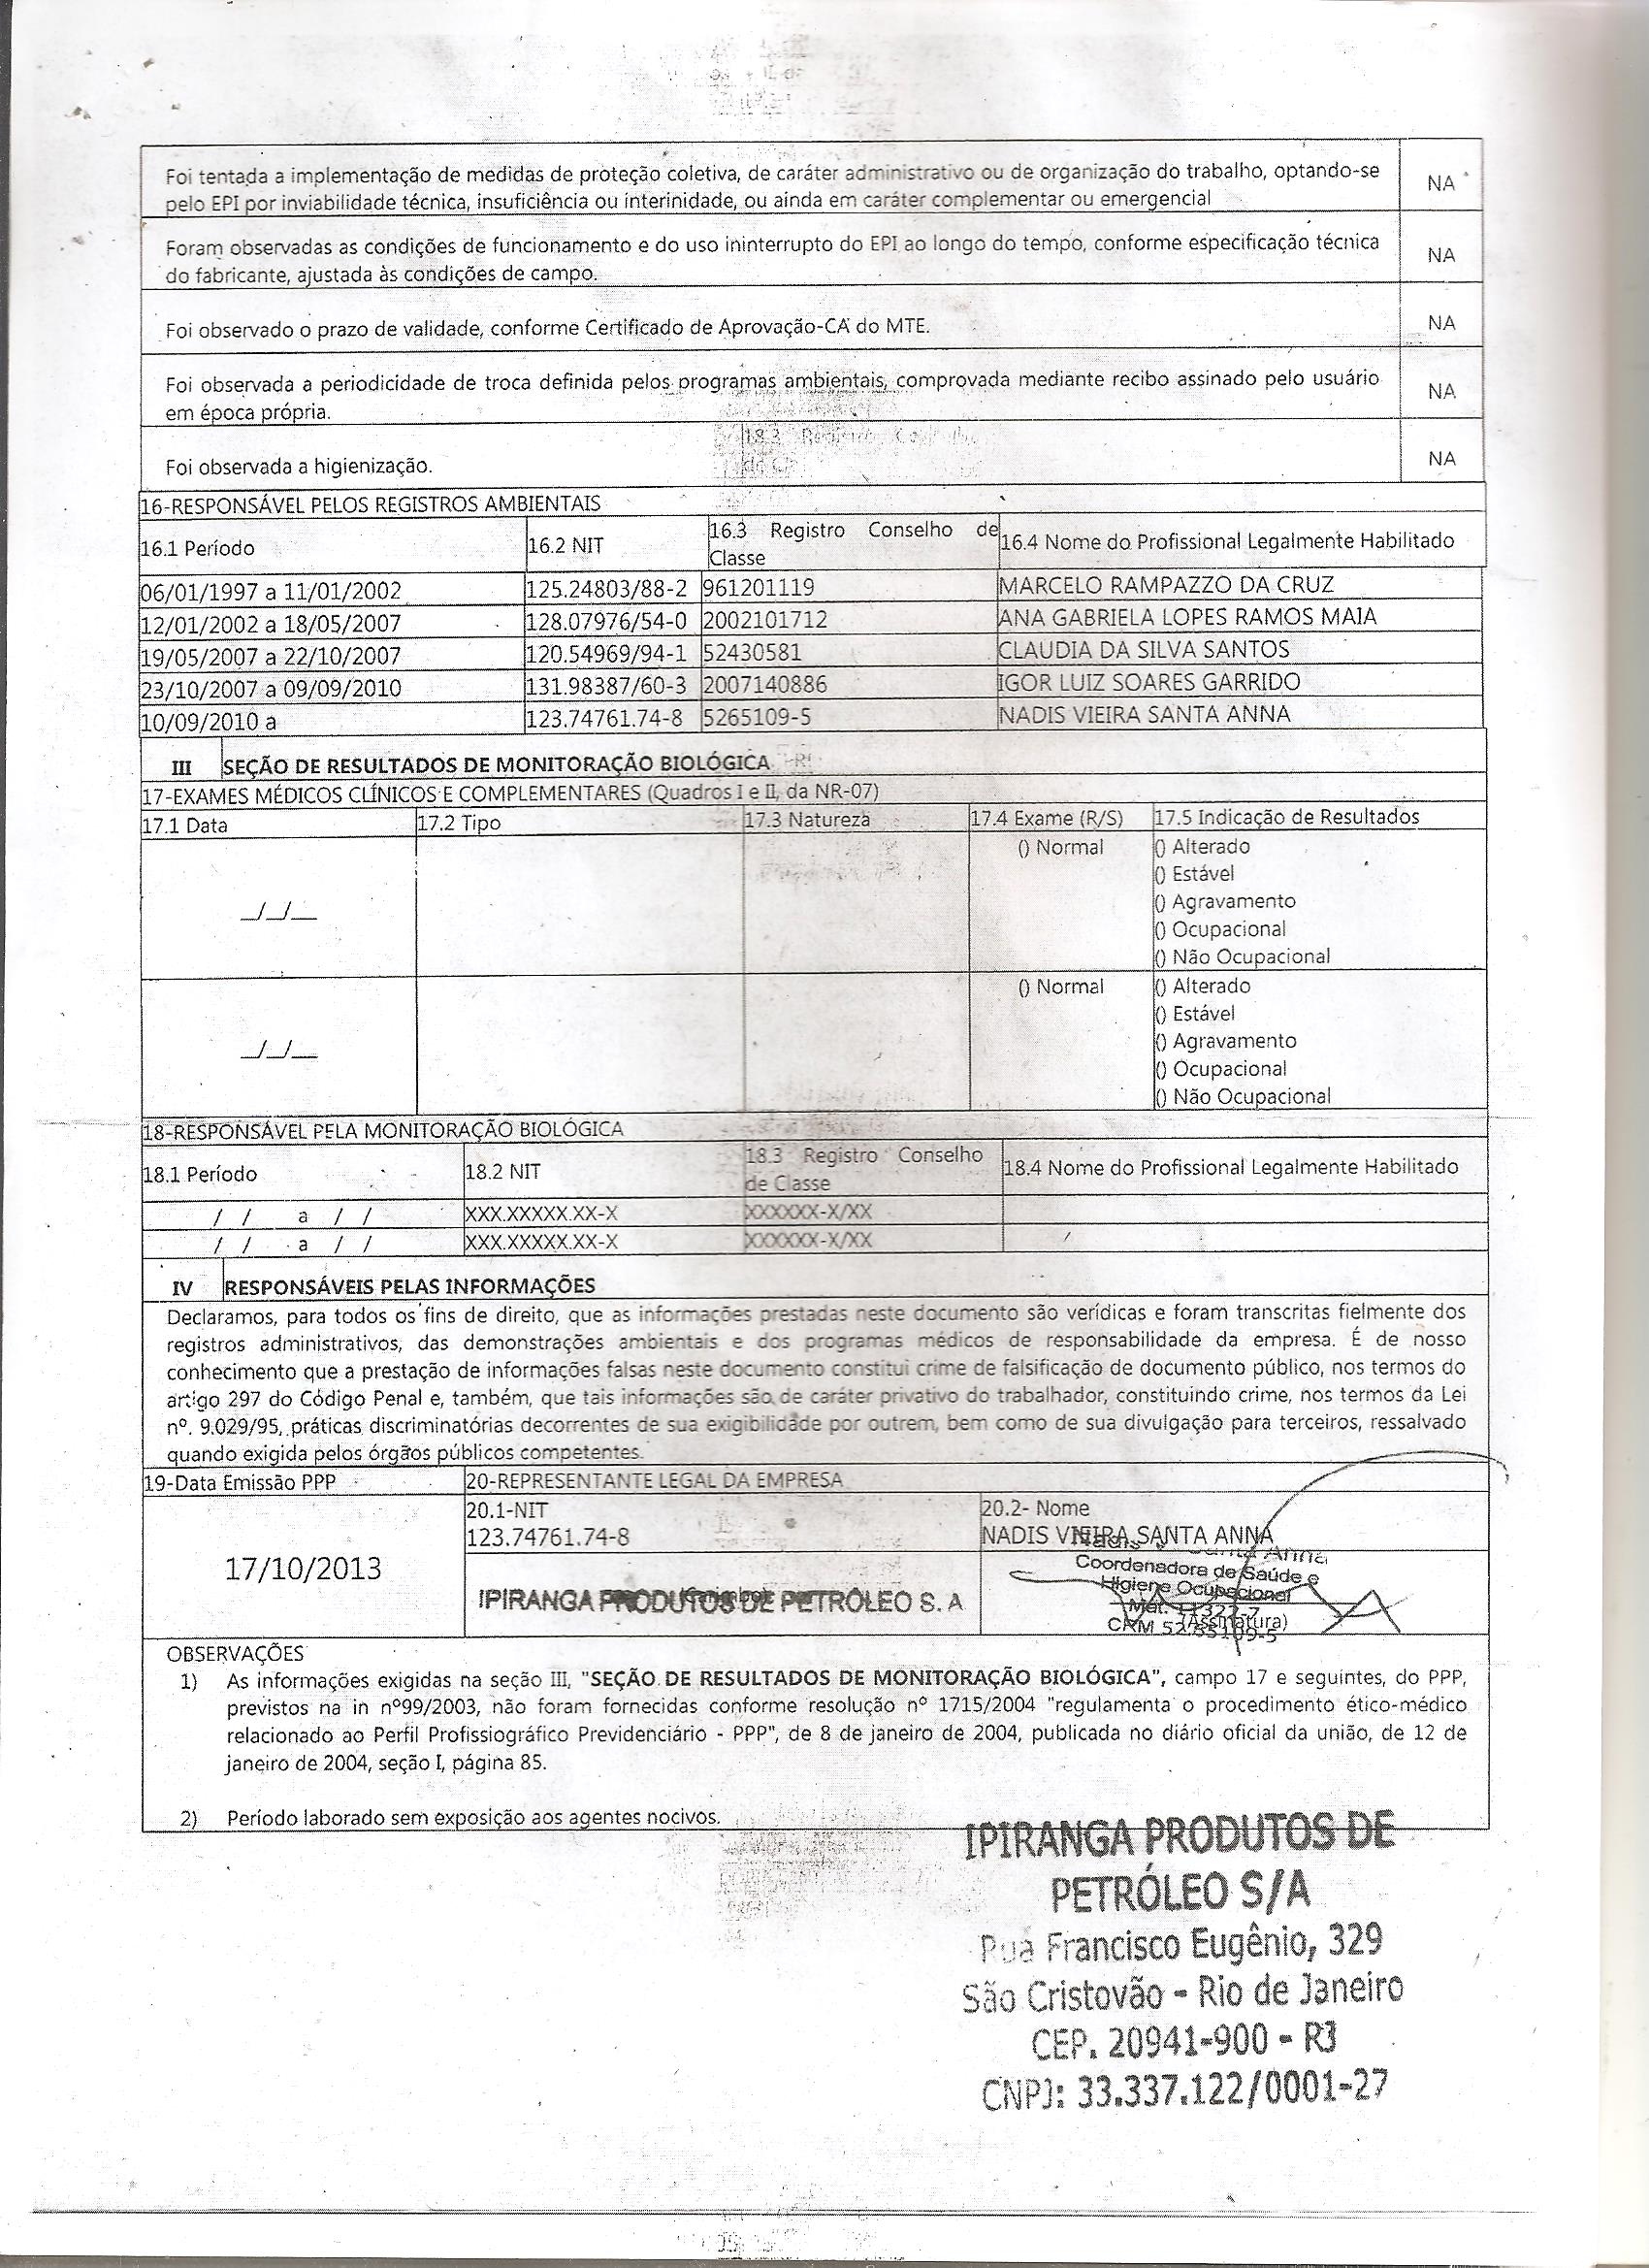 Foi tentada a implementação de medidas de proteção coletiva, de caráter administrativo ou de organização do trabalho, optando-se
pelo EPI por inviabilidade técnica, insuficiência ou interinidade, ou ainda em caráter complementar ou emergencial
NA
Foram observadas as condições de funcionamento e do uso ininterrupto do EPI ao longo do tempo, conforme especificação técnica
do fabricante, ajustada às condições de campo.
NA
Foi observado o prazo de validade, conforme Certificado de Aprovação-CA do MTE.
NA
Foi observada a periodicidade de troca definida pelos programas ambientais, comprovada mediante recibo assinado pelo usuário
em época própria.
NA
Foi observada a higienização.
NA
16-RESPONSÁVEL PELOS REGISTROS AMBIENTAIS
16.1 Período 16.2 NIT 16.3 Registro Conselho de Classe 16.4 Nome do Profissional Legalmente Habilitado
06/01/1997 a 11/01/2002 125.24803/88-2 961201119 MARCELO RAMPAZZO DA CRUZ
12/01/2002 a 18/05/2007 128.07976/54-0 2002101712 ANA GABRIELA LOPES RAMOS MAIA
19/05/2007 a 22/10/2007 120.54969/94-1 52430581 CLAUDIA DA SILVA SANTOS
23/10/2007 a 09/09/2010 131.98387/60-3 2007140886 IGOR LUIZ SOARES GARRIDO
10/09/2010 a 123.74761.74-8 5265109-5 NADIS VIEIRA SANTA ANNA
III SEÇÃO DE RESULTADOS DE MONITORAÇÃO BIOLÓGICA
17-EXAMES MÉDICOS CLÍNICOS E COMPLEMENTARES (Quadros I e II, da NR-07)
17.1 Data 17.2 Tipo 17.3 Natureza 17.4 Exame (R/S) 17.5 Indicação de Resultados
__/__/__ () Normal () Alterado
() Estável
() Agravamento
() Ocupacional
() Não Ocupacional
__/__/__ () Normal () Alterado
() Estável
() Agravamento
() Ocupacional
() Não Ocupacional
18-RESPONSÁVEL PELA MONITORAÇÃO BIOLÓGICA
18.1 Período 18.2 NIT 18.3 Registro Conselho de Classe 18.4 Nome do Profissional Legalmente Habilitado
/ / a / / XXX.XXXXX.XX-X XXXXXX-X/XX
/ / a / / XXX.XXXXX.XX-X XXXXXX-X/XX
IV RESPONSÁVEIS PELAS INFORMAÇÕES
Declaramos, para todos os fins de direito, que as informações prestadas neste documento são verídicas e foram transcritas fielmente dos
registros administrativos, das demonstrações ambientais e dos programas médicos de responsabilidade da empresa. É de nosso
conhecimento que a prestação de informações falsas neste documento constitui crime de falsificação de documento público, nos termos do
artigo 297 do Código Penal e, também, que tais informações são de caráter privativo do trabalhador, constituindo crime, nos termos da Lei
nº. 9.029/95, práticas discriminatórias decorrentes de sua exigibilidade por outrem, bem como de sua divulgação para terceiros, ressalvado
quando exigida pelos órgãos públicos competentes.
19-Data Emissão PPP 20-REPRESENTANTE LEGAL DA EMPRESA
20.1-NIT 20.2- Nome
123.74761.74-8 NADIS VIEIRA SANTA ANNA
17/10/2013
IPIRANGA PRODUTOS DE PETRÓLEO S. A
(Carimbo)
Nadis Santa Anna
Coordenadora de Saúde e
Higiene Ocupacional
Mat. 11322-7
(Assinatura)
CRM 52.65109-5
OBSERVAÇÕES
1) As informações exigidas na seção III, "SEÇÃO DE RESULTADOS DE MONITORAÇÃO BIOLÓGICA", campo 17 e seguintes, do PPP,
previstos na in nº99/2003, não foram fornecidas conforme resolução nº 1715/2004 "regulamenta o procedimento ético-médico
relacionado ao Perfil Profissiográfico Previdenciário - PPP", de 8 de janeiro de 2004, publicada no diário oficial da união, de 12 de
janeiro de 2004, seção I, página 85.
2) Período laborado sem exposição aos agentes nocivos.
IPIRANGA PRODUTOS DE
PETRÓLEO S/A
Rua Francisco Eugênio, 329
São Cristovão - Rio de Janeiro
CEP. 20941-900 - RJ
CNPJ: 33.337.122/0001-27